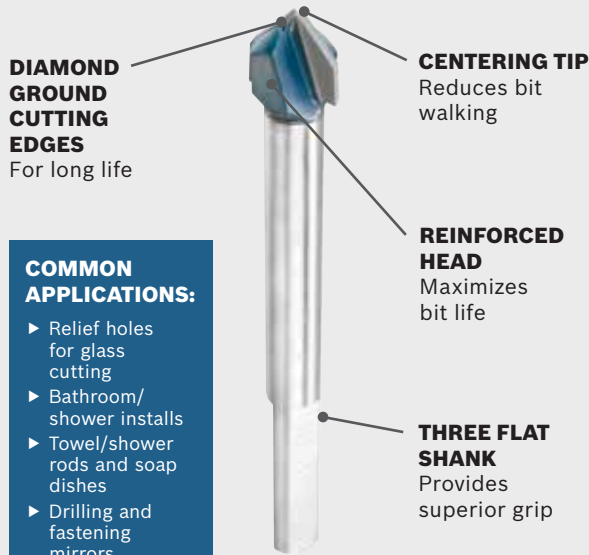 DIAMOND
GROUND
CUTTING
EDGES
For long life
CENTERING TIP
Reduces bit
walking
REINFORCED
HEAD
Maximizes
bit life
COMMON
APPLICATIONS:
▶ Relief holes
for glass
cutting
▶ Bathroom/
shower installs
▶ Towel/shower
rods and soap
dishes
▶ Drilling and
fastening
mirrors
THREE FLAT
SHANK
Provides
superior grip